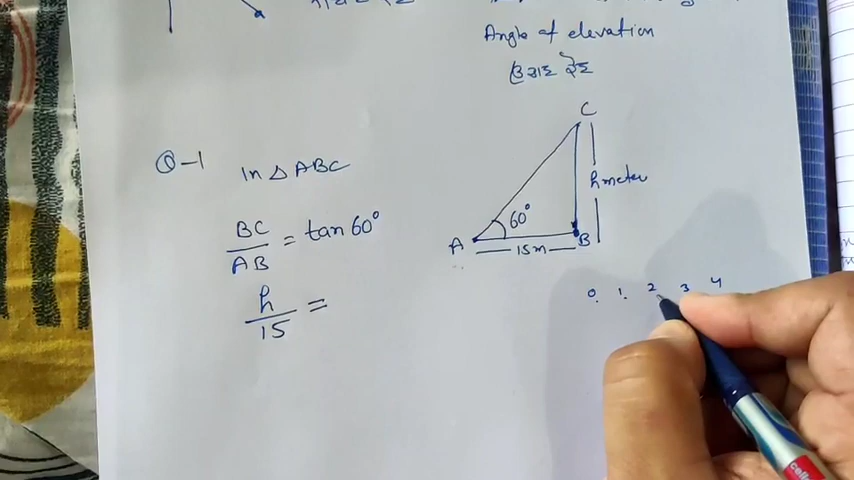 Angle of elevation
Q-1
In △ ABC
BC/AB = tan 60°
h/15 =
C
h meter
60°
A
15m
B
0 1 2 3 4